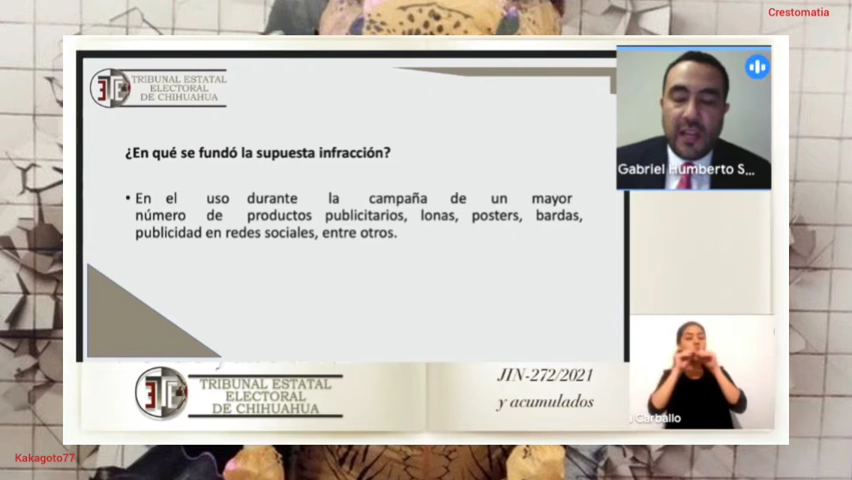 Crestomatia
TRIBUNAL ESTATAL
ELECTORAL
DE CHIHUAHUA
¿En qué se fundó la supuesta infracción?
• En el uso durante la campaña de un mayor
número de productos publicitarios, lonas, posters, bardas,
publicidad en redes sociales, entre otros.
Gabriel Humberto S...
TRIBUNAL ESTATAL
ELECTORAL
DE CHIHUAHUA
JIN-272/2021
y acumulados
Carballo
Kakagoto77